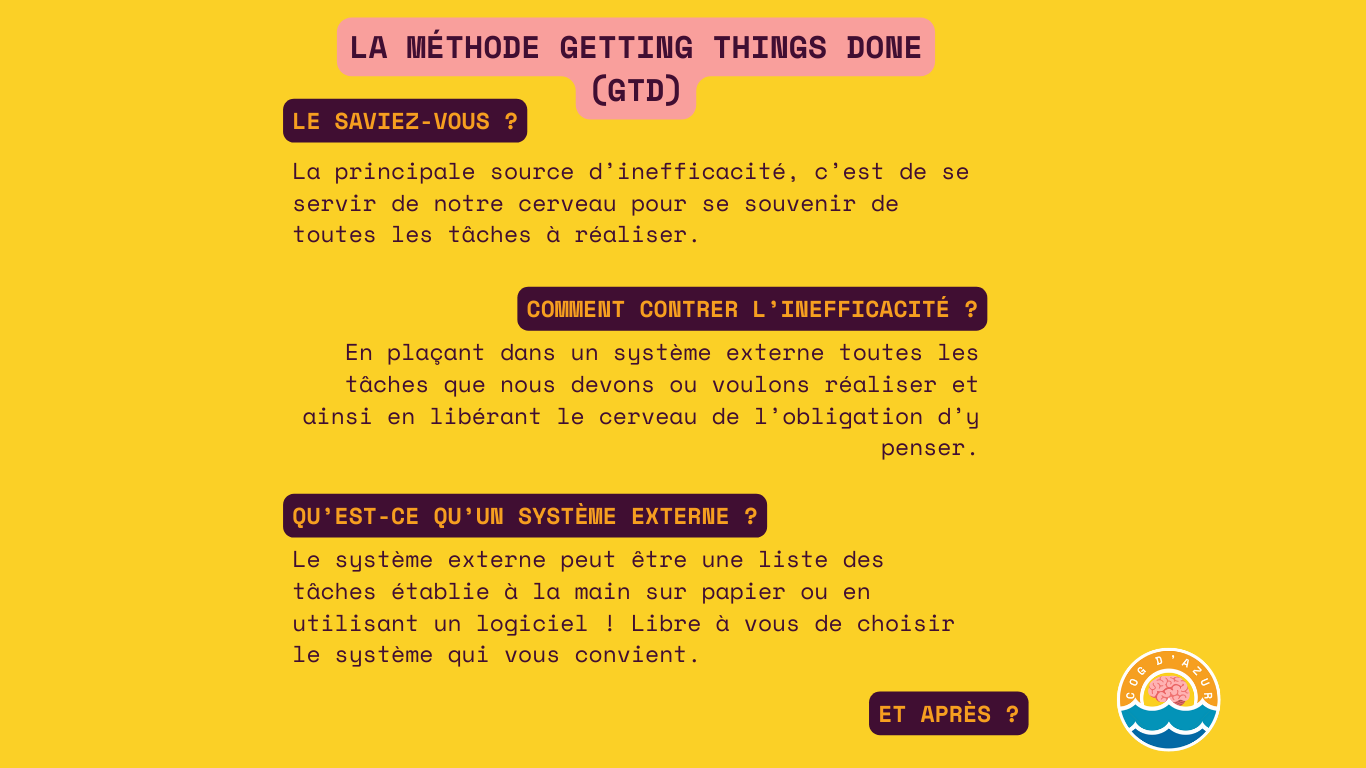 LA MÉTHODE GETTING THINGS DONE
(GTD)
LE SAVIEZ-VOUS ?
La principale source d’inefficacité, c’est de se
servir de notre cerveau pour se souvenir de
toutes les tâches à réaliser.
COMMENT CONTRER L’INEFFICACITÉ ?
En plaçant dans un système externe toutes les
tâches que nous devons ou voulons réaliser et
ainsi en libérant le cerveau de l’obligation d’y
penser.
QU’EST-CE QU’UN SYSTÈME EXTERNE ?
Le système externe peut être une liste des
tâches établie à la main sur papier ou en
utilisant un logiciel ! Libre à vous de choisir
le système qui vous convient.
ET APRÈS ?
COG D'AZUR